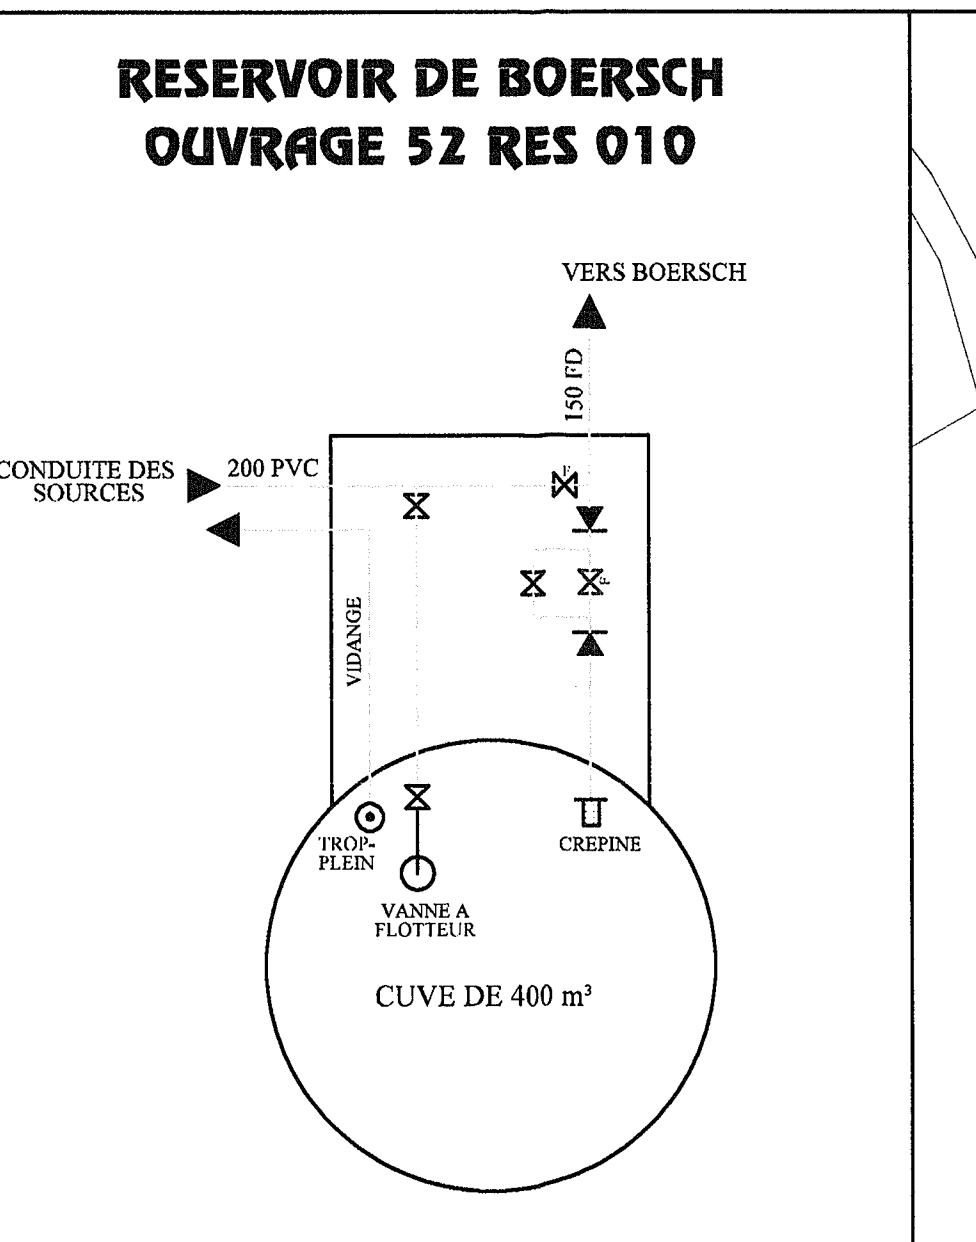 RESERVOIR DE BOERSCH
OUVRAGE 52 RES 010
VERS BOERSCH
150 FD
CONDUITE DES
SOURCES
200 PVC
F
F
VIDANGE
TROP-
PLEIN
CREPINE
VANNE A
FLOTTEUR
CUVE DE 400 m³